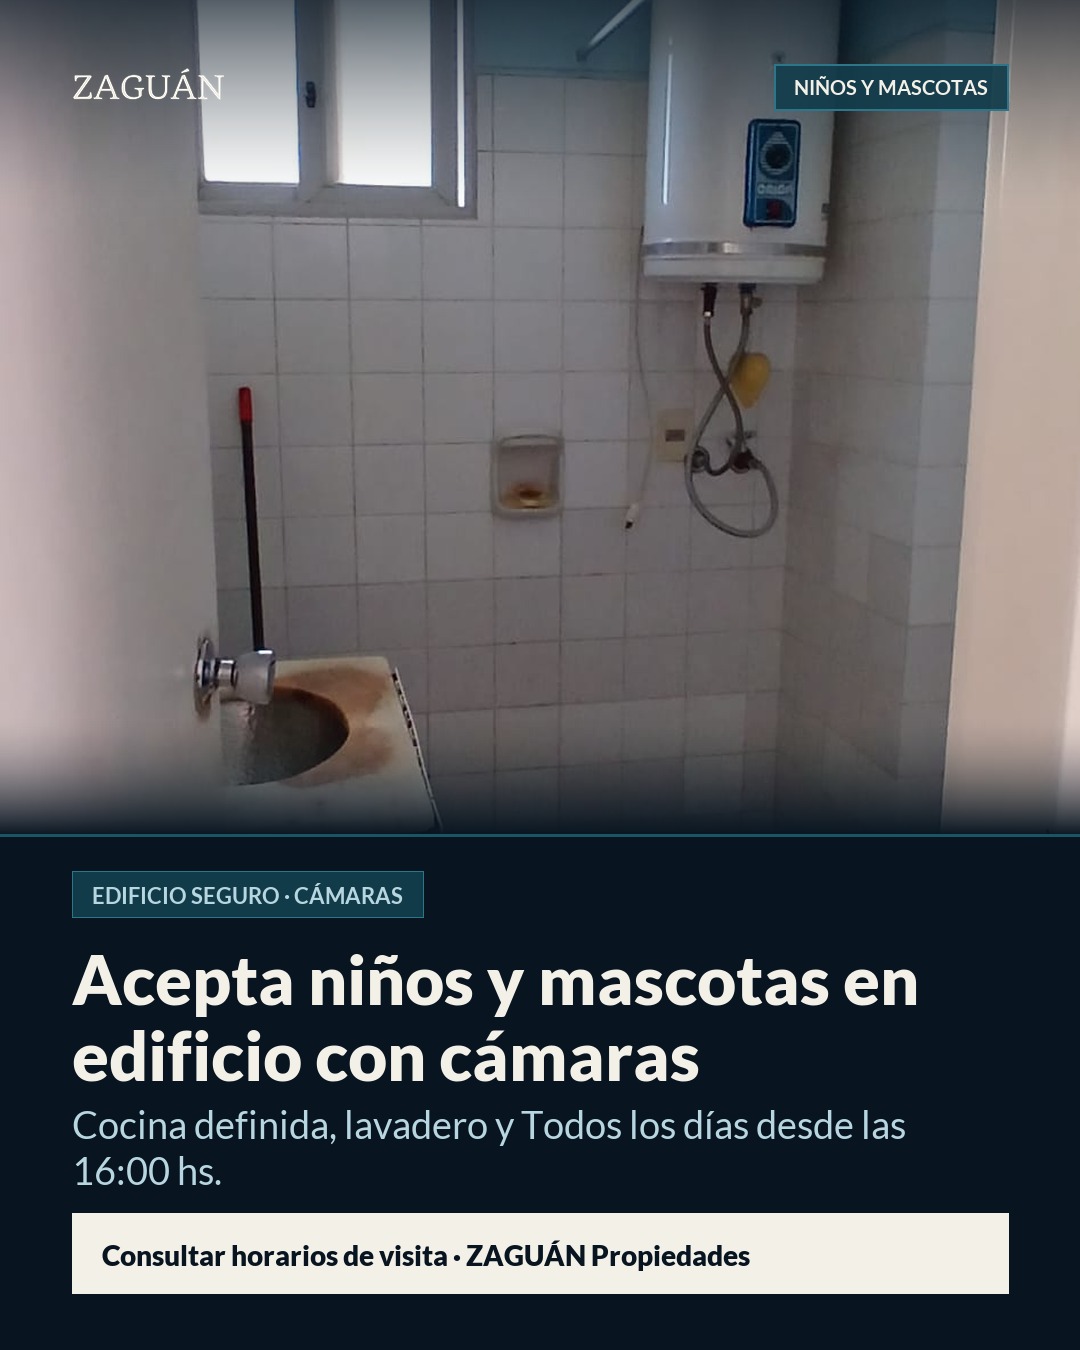 ZAGUÁN
NIÑOS Y MASCOTAS
ORION
EDIFICIO SEGURO · CÁMARAS
Acepta niños y mascotas en
edificio con cámaras
Cocina definida, lavadero y Todos los días desde las
16:00 hs.
Consultar horarios de visita · ZAGUÁN Propiedades